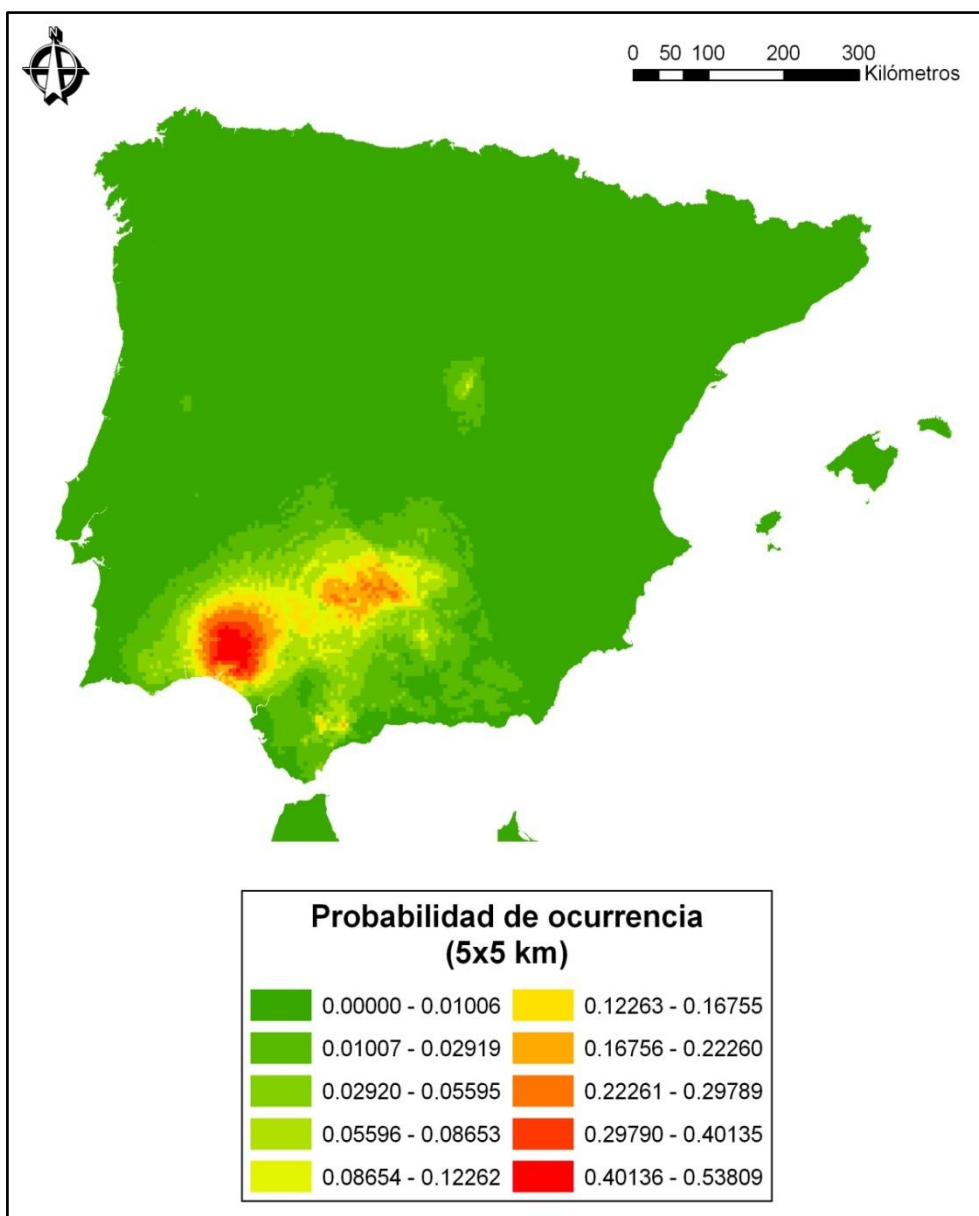 N
0 50 100 200 300
Kilómetros
Probabilidad de ocurrencia
(5x5 km)
0.00000 - 0.01006
0.01007 - 0.02919
0.02920 - 0.05595
0.05596 - 0.08653
0.08654 - 0.12262
0.12263 - 0.16755
0.16756 - 0.22260
0.22261 - 0.29789
0.29790 - 0.40135
0.40136 - 0.53809